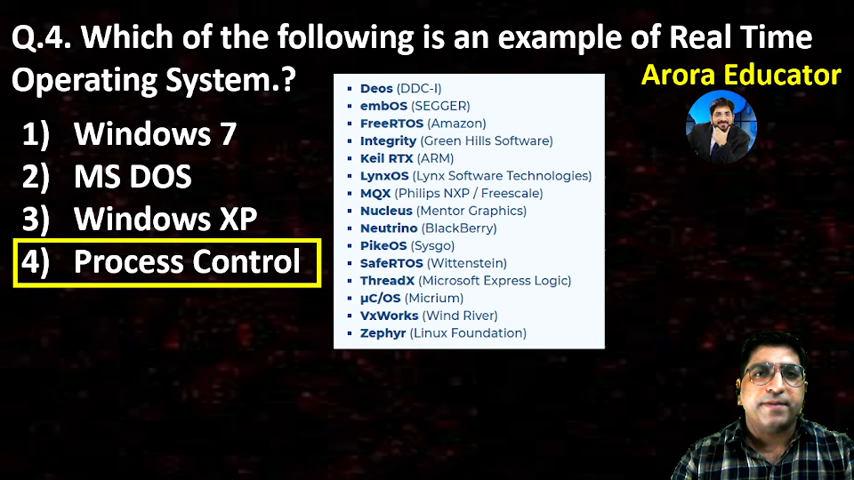 Q.4. Which of the following is an example of Real Time
Operating System.?
Arora Educator
1) Windows 7
2) MS DOS
3) Windows XP
4) Process Control
Deos (DDC-I)
embOS (SEGGER)
FreeRTOS (Amazon)
Integrity (Green Hills Software)
Keil RTX (ARM)
LynxOS (Lynx Software Technologies)
MQX (Philips NXP / Freescale)
Nucleus (Mentor Graphics)
Neutrino (BlackBerry)
PikeOS (Sysgo)
SafeRTOS (Wittenstein)
ThreadX (Microsoft Express Logic)
µC/OS (Micrium)
VxWorks (Wind River)
Zephyr (Linux Foundation)